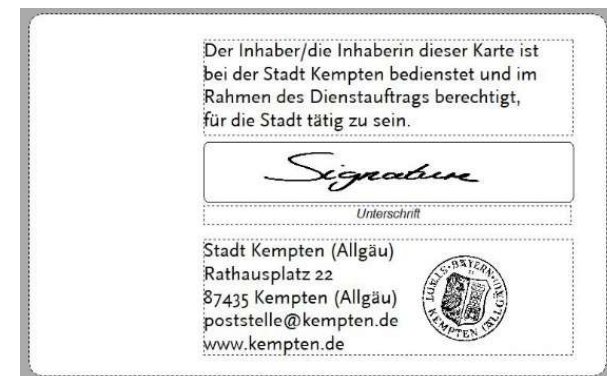 Der Inhaber/die Inhaberin dieser Karte ist
bei der Stadt Kempten bedienstet und im
Rahmen des Dienstauftrags berechtigt,
für die Stadt tätig zu sein.
Signature
Unterschrift
Stadt Kempten (Allgäu)
Rathausplatz 22
87435 Kempten (Allgäu)
poststelle@kempten.de
www.kempten.de
BAYERN
KEMPTEN (ALLG